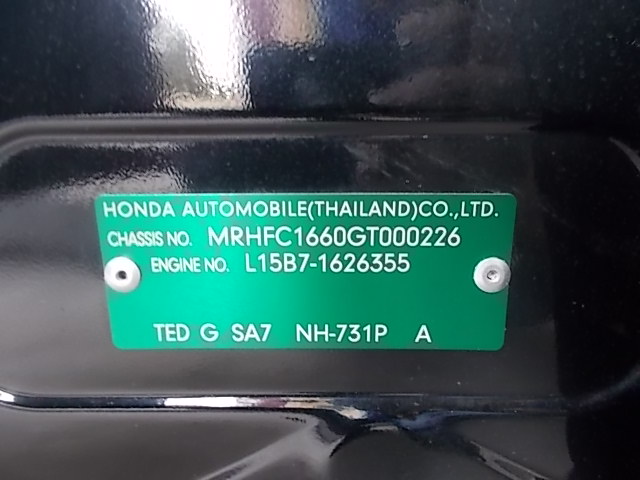 HONDA AUTOMOBILE(THAILAND)CO.,LTD.
CHASSIS NO. MRHFC1660GT000226
ENGINE NO. L15B7-1626355
TED G SA7 NH-731P A